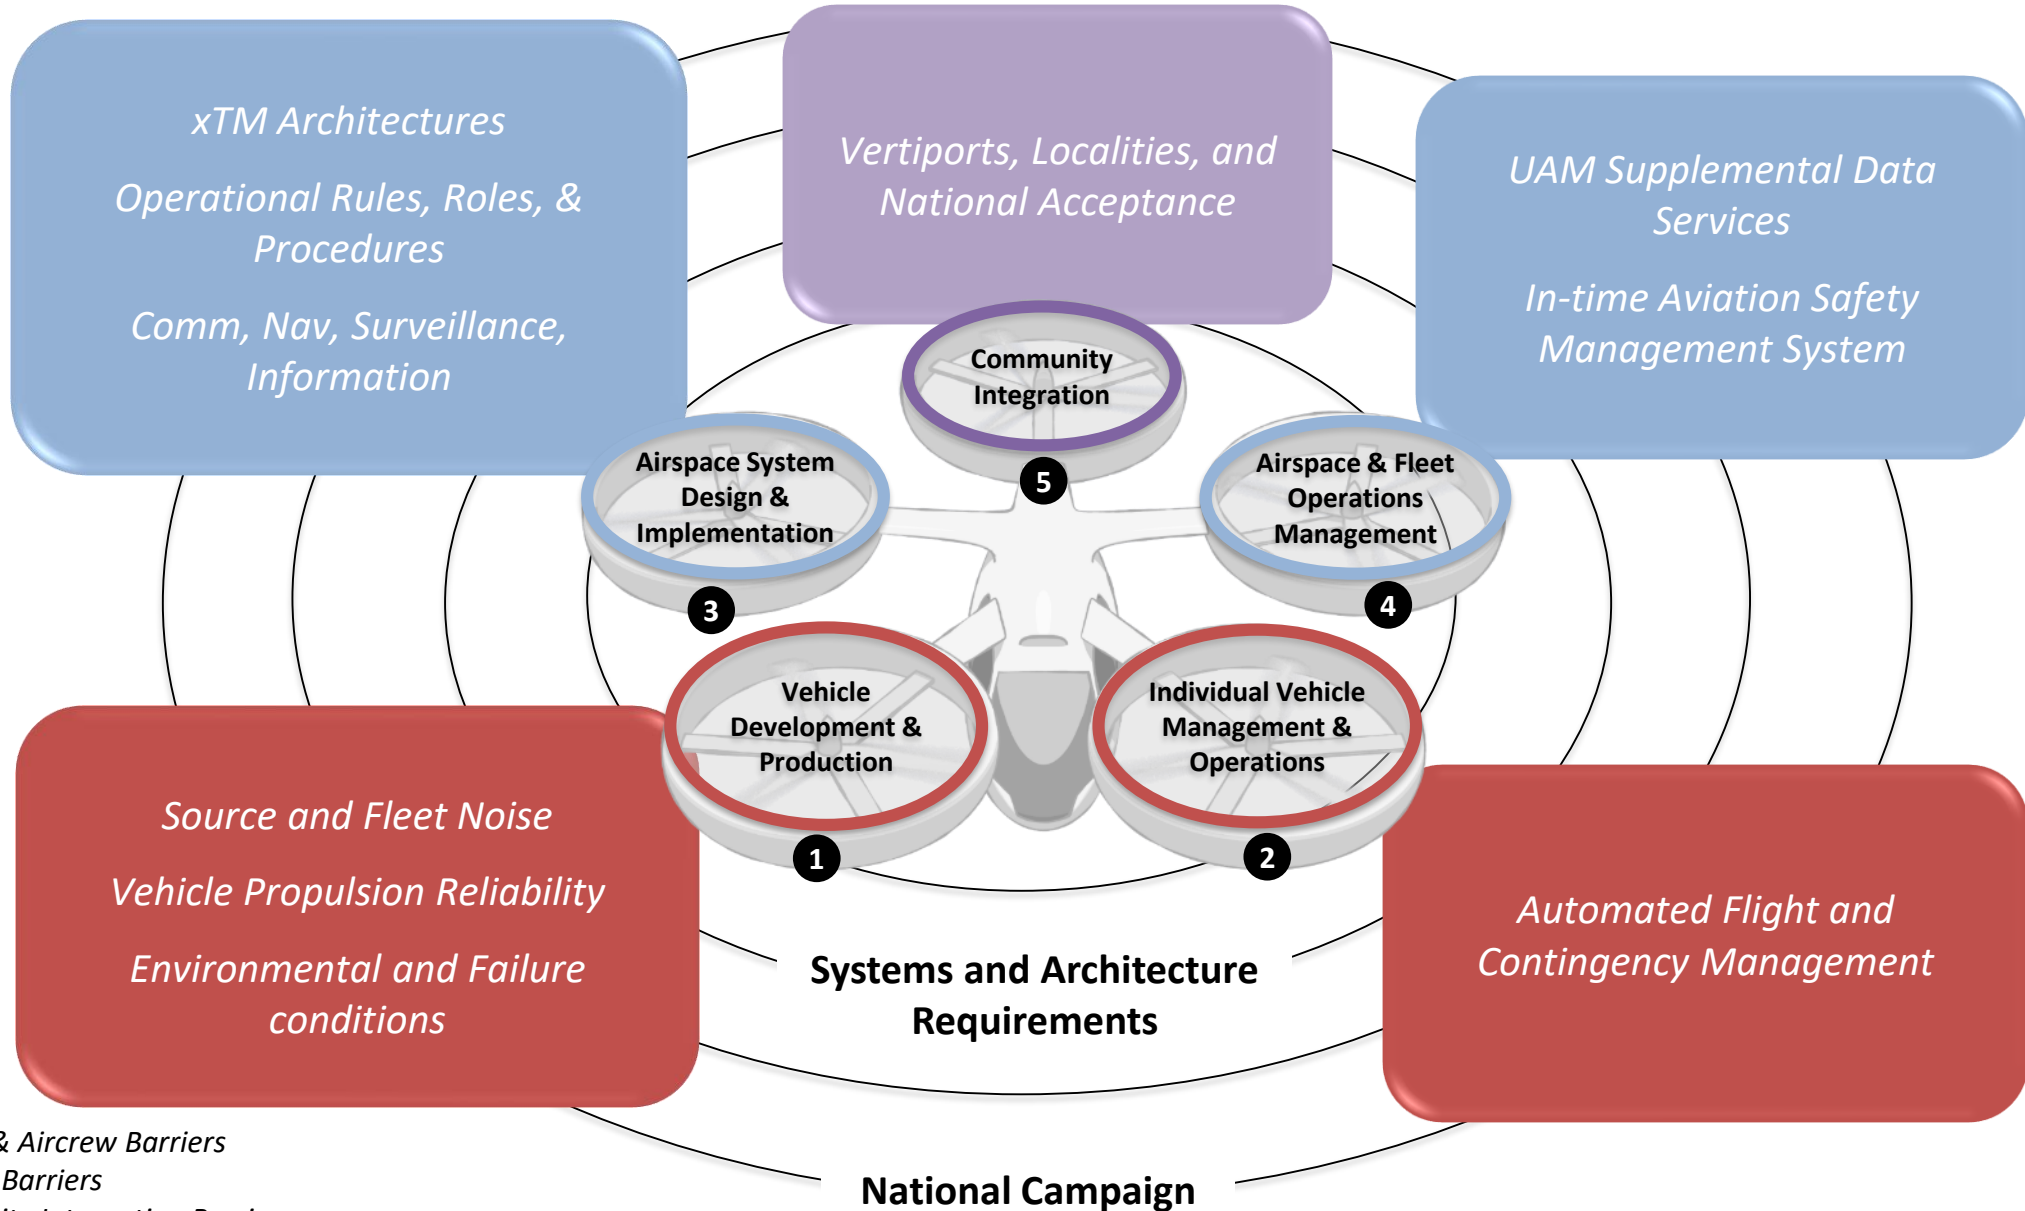 xTM Architectures
Operational Rules, Roles, &
Procedures
Comm, Nav, Surveillance,
Information
Vertiports, Localities, and
National Acceptance
UAM Supplemental Data
Services
In-time Aviation Safety
Management System
Community
Integration
5
Airspace System
Design &
Implementation
3
Airspace & Fleet
Operations
Management
4
Vehicle
Development &
Production
1
Individual Vehicle
Management &
Operations
2
Source and Fleet Noise
Vehicle Propulsion Reliability
Environmental and Failure
conditions
Automated Flight and
Contingency Management
Systems and Architecture
Requirements
National Campaign
& Aircrew Barriers
Barriers